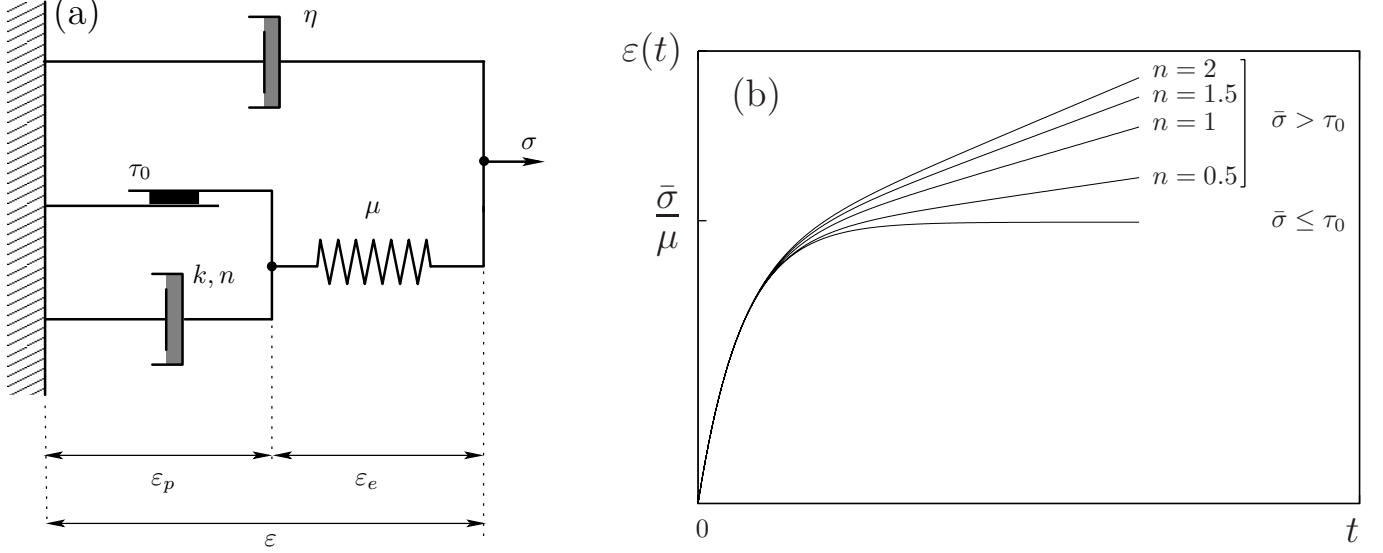 (a)
η
σ
τ₀
μ
k, n
εₚ
εₑ
ε
ε(t)
(b)
n = 2
n = 1.5
n = 1
n = 0.5
σ̄ > τ₀
σ̄ ≤ τ₀
σ̄
μ
0
t